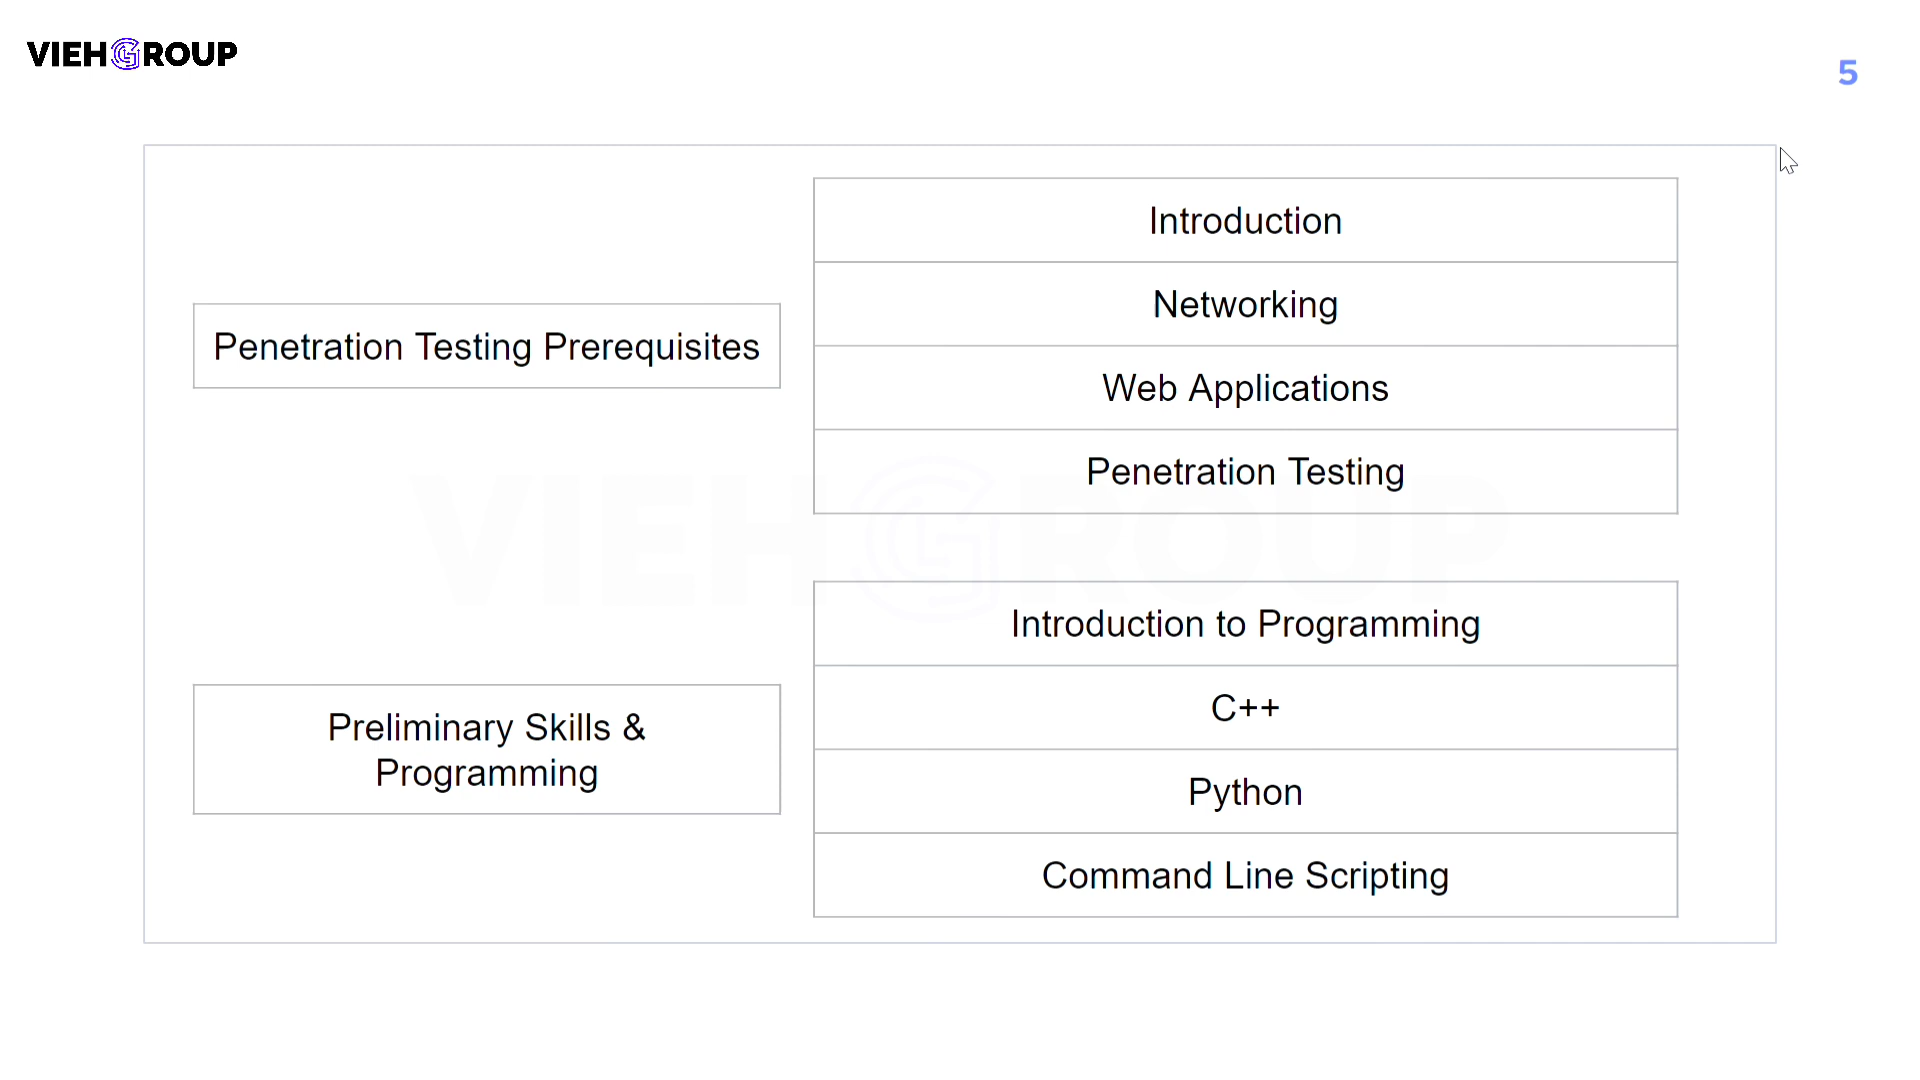 VIEHGROUP
5
Penetration Testing Prerequisites
Introduction
Networking
Web Applications
Penetration Testing
VIEHGROUP
Preliminary Skills &
Programming
Introduction to Programming
C++
Python
Command Line Scripting